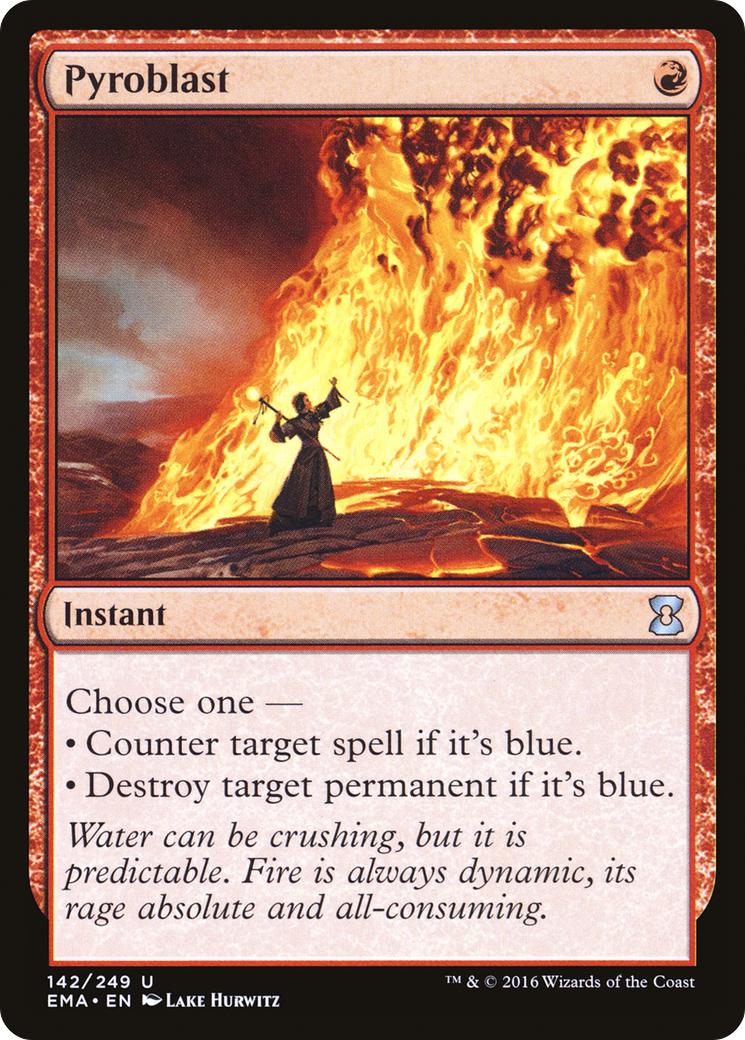 Pyroblast
Instant
Choose one —
• Counter target spell if it's blue.
• Destroy target permanent if it's blue.
Water can be crushing, but it is
predictable. Fire is always dynamic, its
rage absolute and all-consuming.
142/249 U
™ & © 2016 Wizards of the Coast
EMA • EN Lake Hurwitz